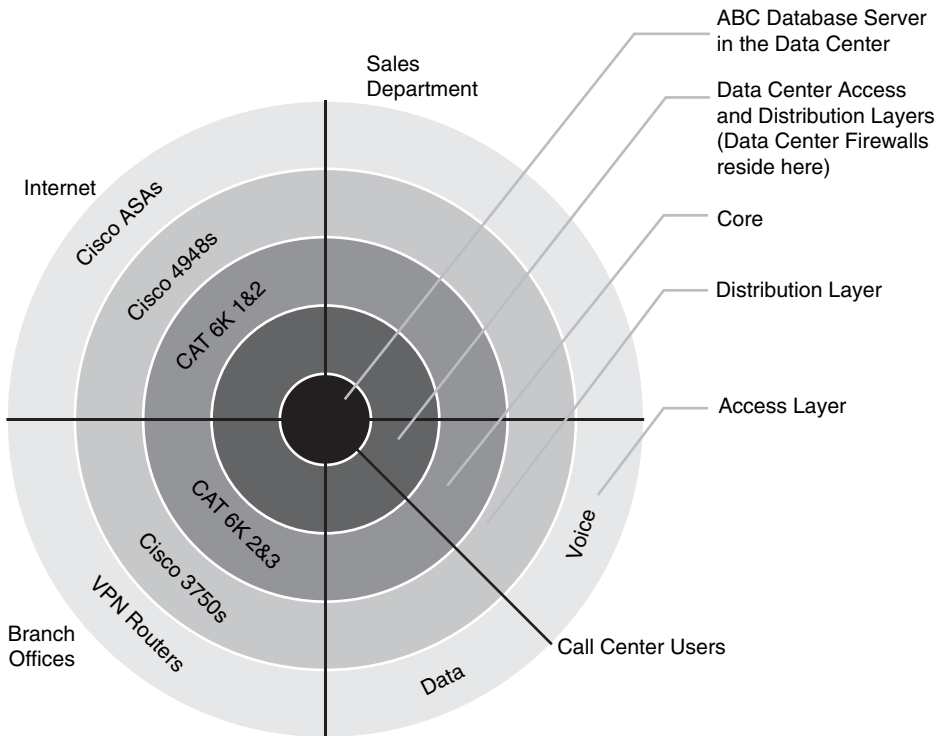 ABC Database Server
in the Data Center
Sales
Department
Data Center Access
and Distribution Layers
(Data Center Firewalls
reside here)
Internet
Cisco ASAs
Cisco 4948s
CAT 6K 1&2
Core
Distribution Layer
Access Layer
CAT 6K 2&3
Cisco 3750s
VPN Routers
Voice
Branch
Offices
Call Center Users
Data